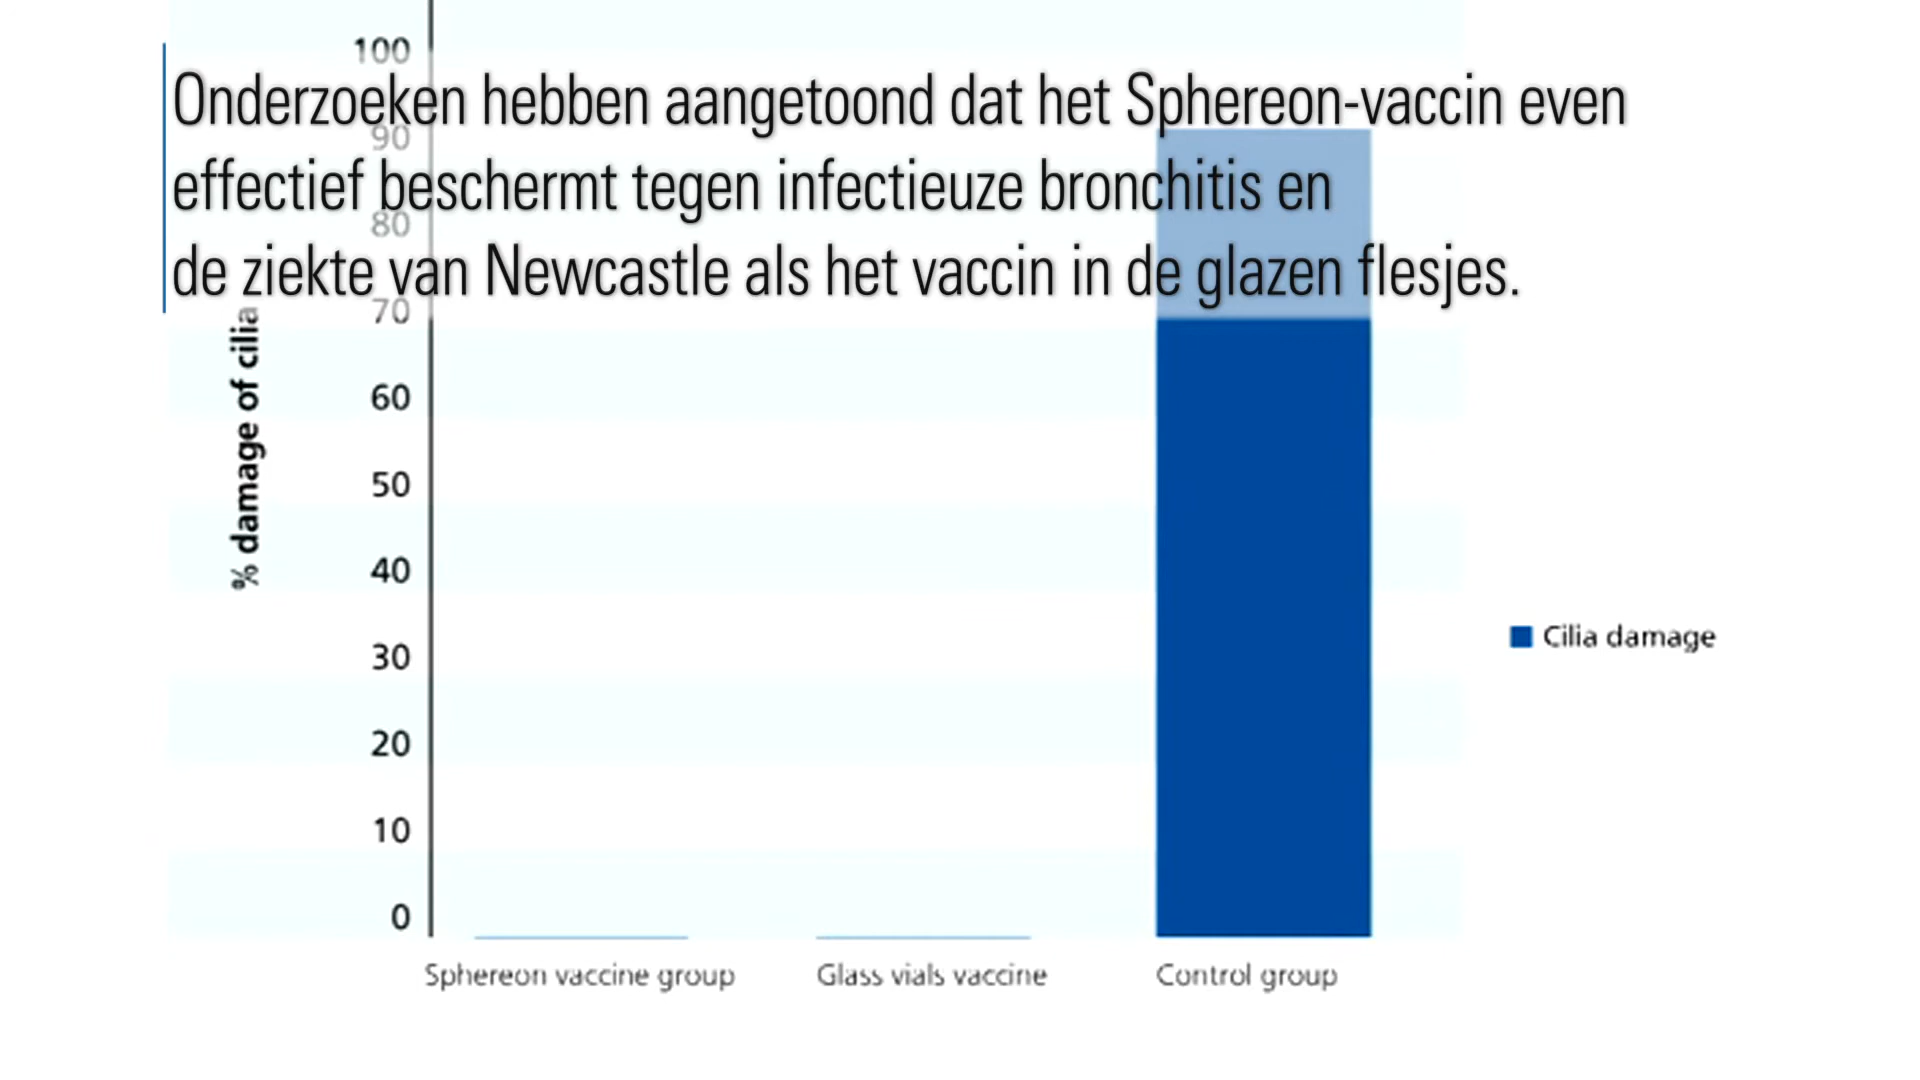 100
Onderzoeken hebben aangetoond dat het Sphereon-vaccin even
90
effectief beschermt tegen infectieuze bronchitis en
80
de ziekte van Newcastle als het vaccin in de glazen flesjes.
70
% damage of cilia
60
50
40
30
20
10
0
Cilia damage
Sphereon vaccine group
Glass vials vaccine
Control group